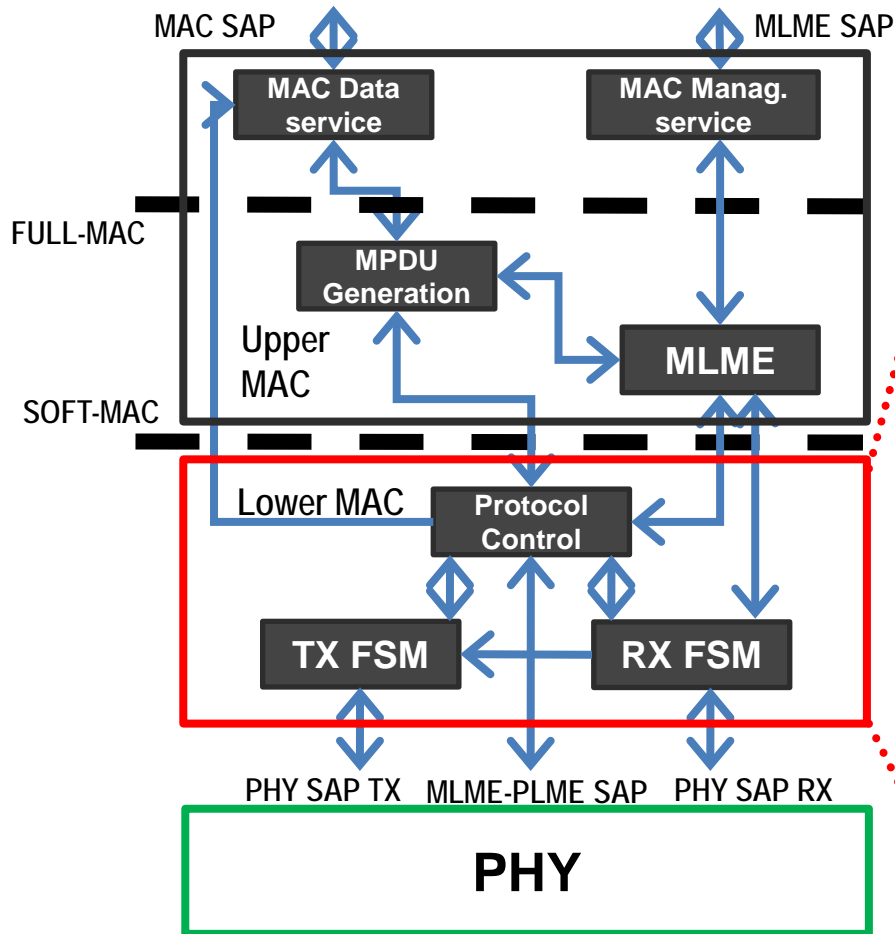 MAC SAP
MLME SAP
MAC Data
service
MAC Manag.
service
FULL-MAC
MPDU
Generation
Upper
MAC
MLME
SOFT-MAC
Lower MAC
Protocol
Control
TX FSM
RX FSM
PHY SAP TX
MLME-PLME SAP
PHY SAP RX
PHY